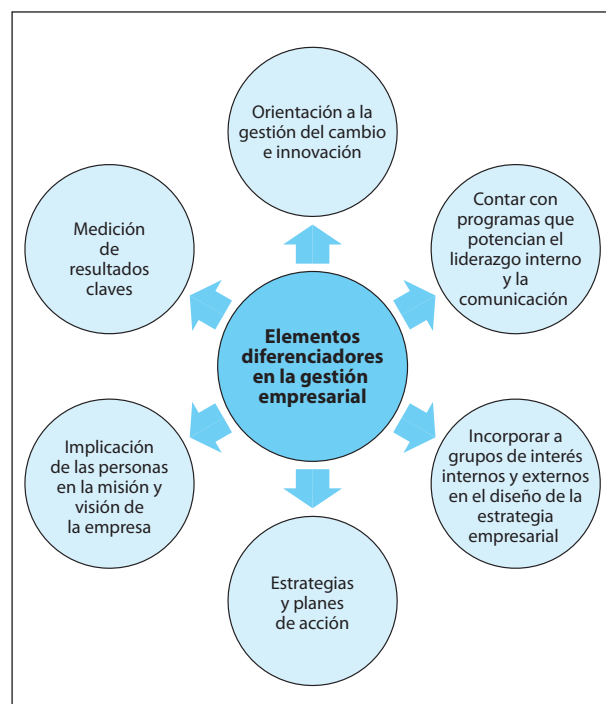 Orientación a la
gestión del cambio
e innovación
Contar con
programas que
potencian el
liderazgo interno
y la
comunicación
Incorporar a
grupos de interés
internos y externos
en el diseño de la
estrategia
empresarial
Estrategias
y planes
de acción
Implicación
de las personas
en la misión y
visión de
la empresa
Medición
de
resultados
claves
Elementos
diferenciadores
en la gestión
empresarial